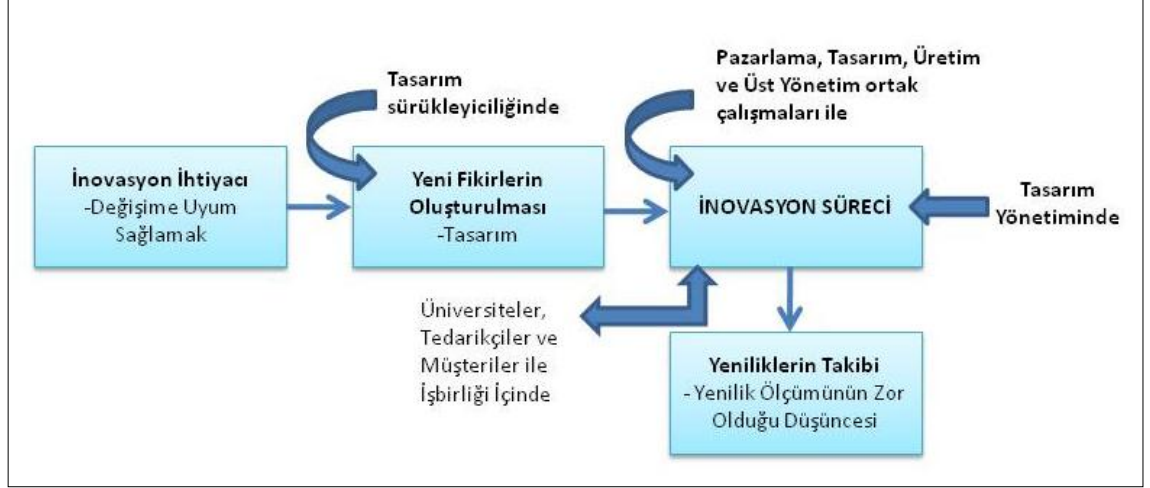 Tasarım
sürükleyiciliğinde
Pazarlama, Tasarım, Üretim
ve Üst Yönetim ortak
çalışmaları ile
İnovasyon İhtiyacı
-Değişime Uyum
Sağlamak
Yeni Fikirlerin
Oluşturulması
-Tasarım
İNOVASYON SÜRECİ
Tasarım
Yönetiminde
Üniversiteler,
Tedarikçiler ve
Müşteriler ile
İşbirliği İçinde
Yeniliklerin Takibi
- Yenilik Ölçümünün Zor
Olduğu Düşüncesi